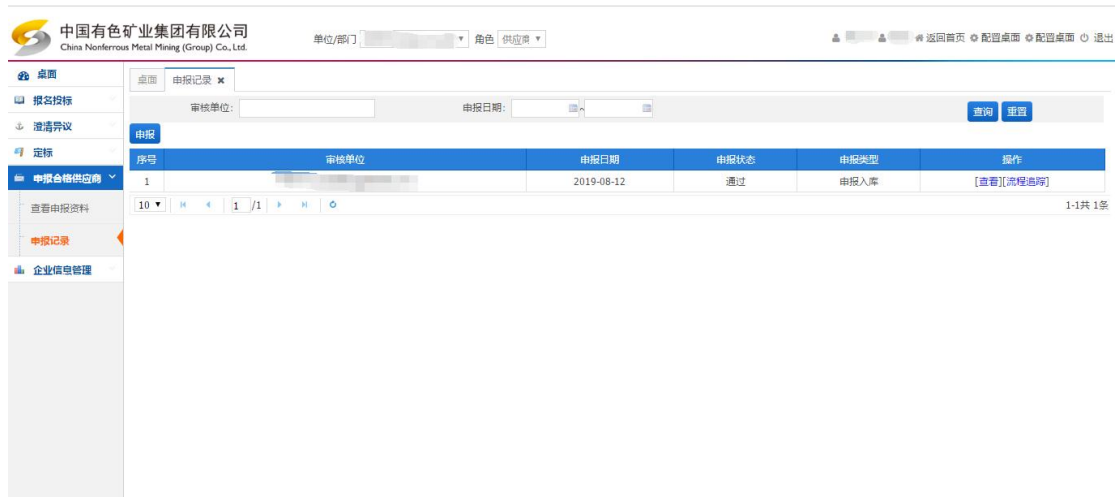 中国有色矿业集团有限公司
China Nonferrous Metal Mining (Group) Co., Ltd.
单位/部门 角色 供应商
返回首页 配置桌面 配置桌面 退出
桌面
报名投标
澄清异议
定标
申报合格供应商
查看申报资料
申报记录
企业信息管理
桌面 申报记录
审核单位: 申报日期: ~ 查询 重置
申报
序号 审核单位 申报日期 申报状态 申报类型 操作
1 2019-08-12 通过 申报入库 [查看][流程追踪]
10 1 /1 1-1共 1条